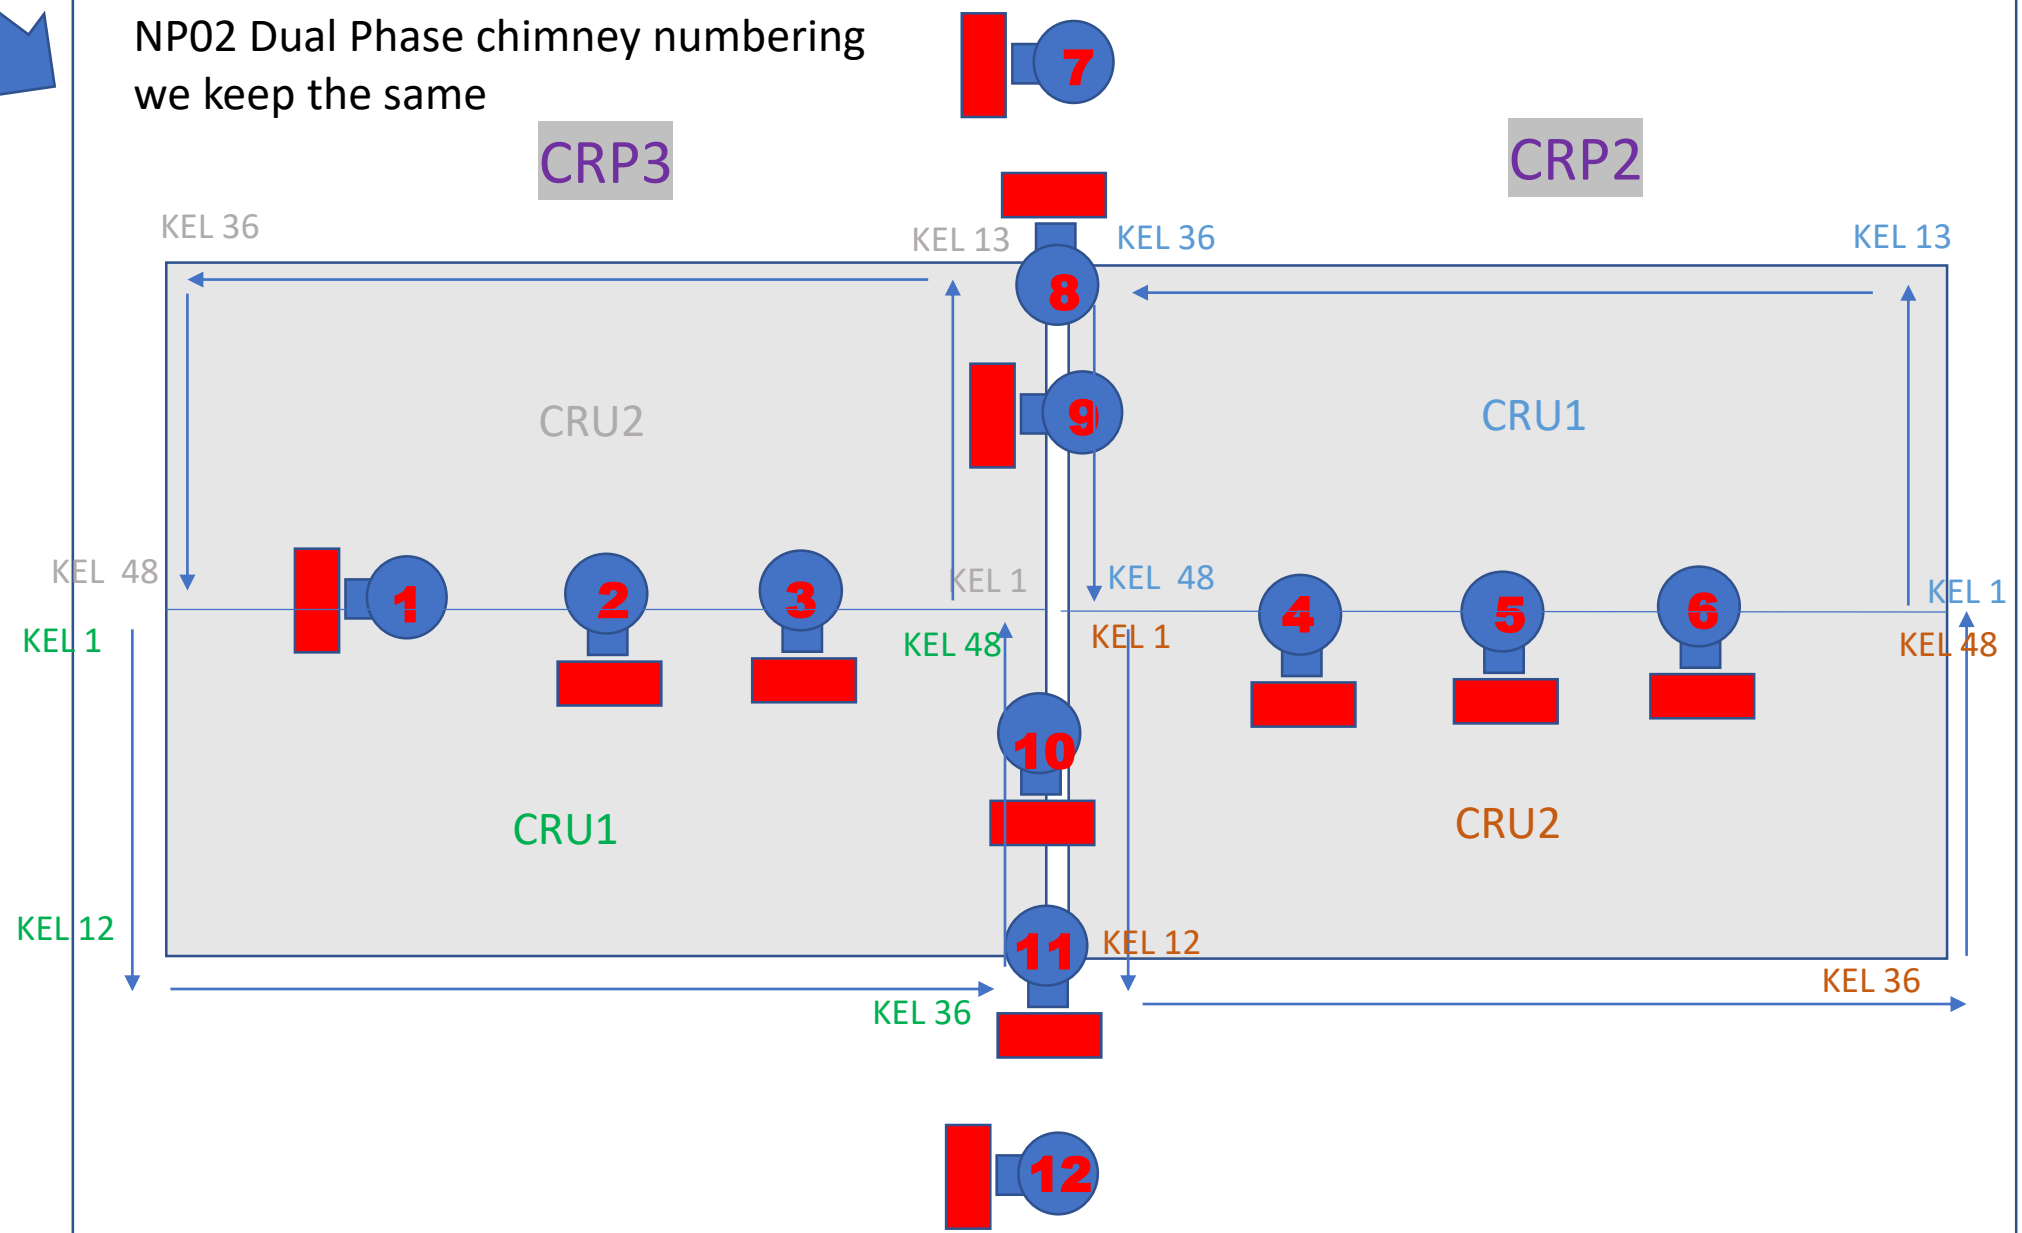 NP02 Dual Phase chimney numbering
we keep the same
7
CRP3
CRP2
KEL 36
KEL 13
KEL 36
KEL 13
8
9
CRU2
CRU1
KEL  48
1
2
3
KEL 1
KEL  48
4
5
6
KEL 1
KEL 1
KEL 48
KEL 1
KEL 48
10
CRU1
CRU2
KEL 12
11
KEL 12
KEL 36
KEL 36
12